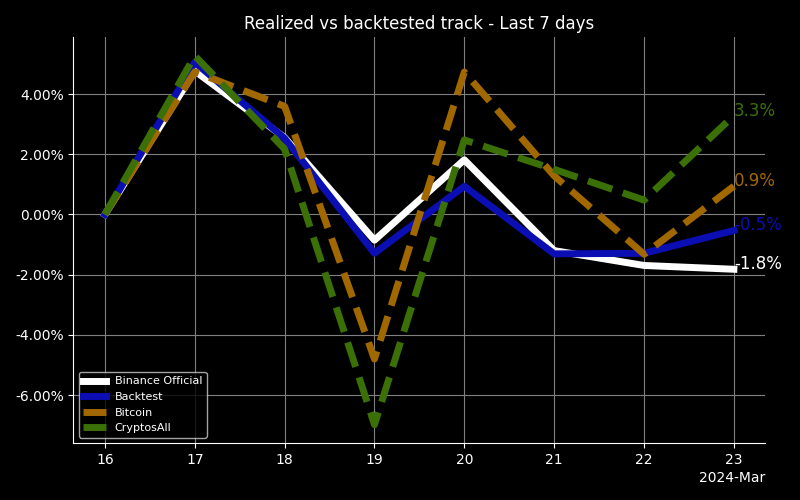 Realized vs backtested track - Last 7 days
4.00%
2.00%
0.00%
-2.00%
-4.00%
-6.00%
3.3%
0.9%
-0.5%
-1.8%
Binance Official
Backtest
Bitcoin
CryptosAll
16 17 18 19 20 21 22 23
2024-Mar